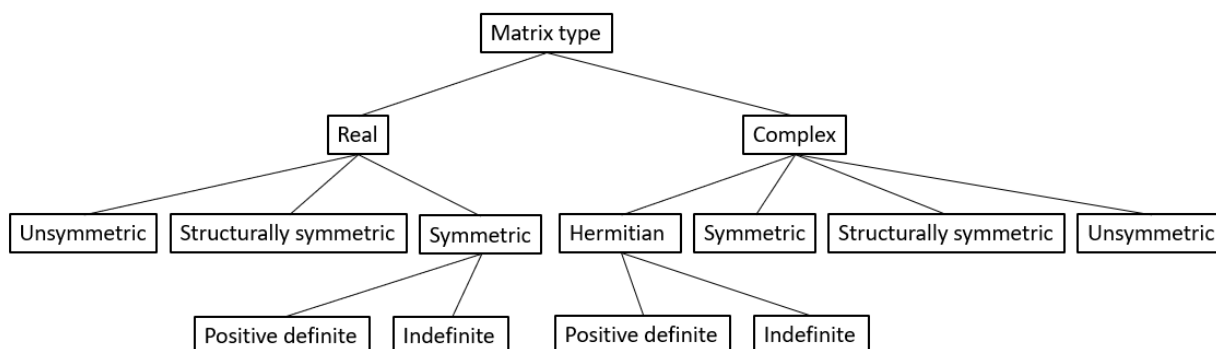 Matrix type
Real
Complex
Unsymmetric
Structurally symmetric
Symmetric
Hermitian
Symmetric
Structurally symmetric
Unsymmetric
Positive definite
Indefinite
Positive definite
Indefinite